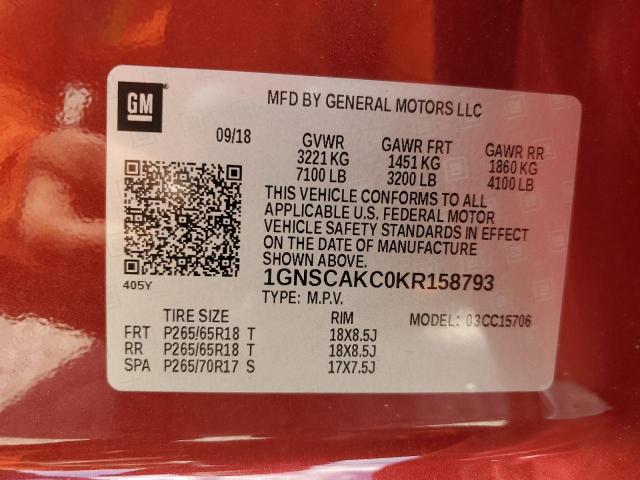 GM
MFD BY GENERAL MOTORS LLC
09/18
GVWR GAWR FRT GAWR RR
3221 KG 1451 KG 1860 KG
7100 LB 3200 LB 4100 LB
THIS VEHICLE CONFORMS TO ALL
APPLICABLE U.S. FEDERAL MOTOR
VEHICLE SAFETY STANDARDS IN EFFECT
ON THE DATE OF MANUFACTURE
SHOWN ABOVE.
405Y
1GNSCAKC0KR158793
TYPE: M.P.V.
TIRE SIZE RIM MODEL: 03CC15706
FRT P265/65R18 T 18X8.5J
RR P265/65R18 T 18X8.5J
SPA P265/70R17 S 17X7.5J